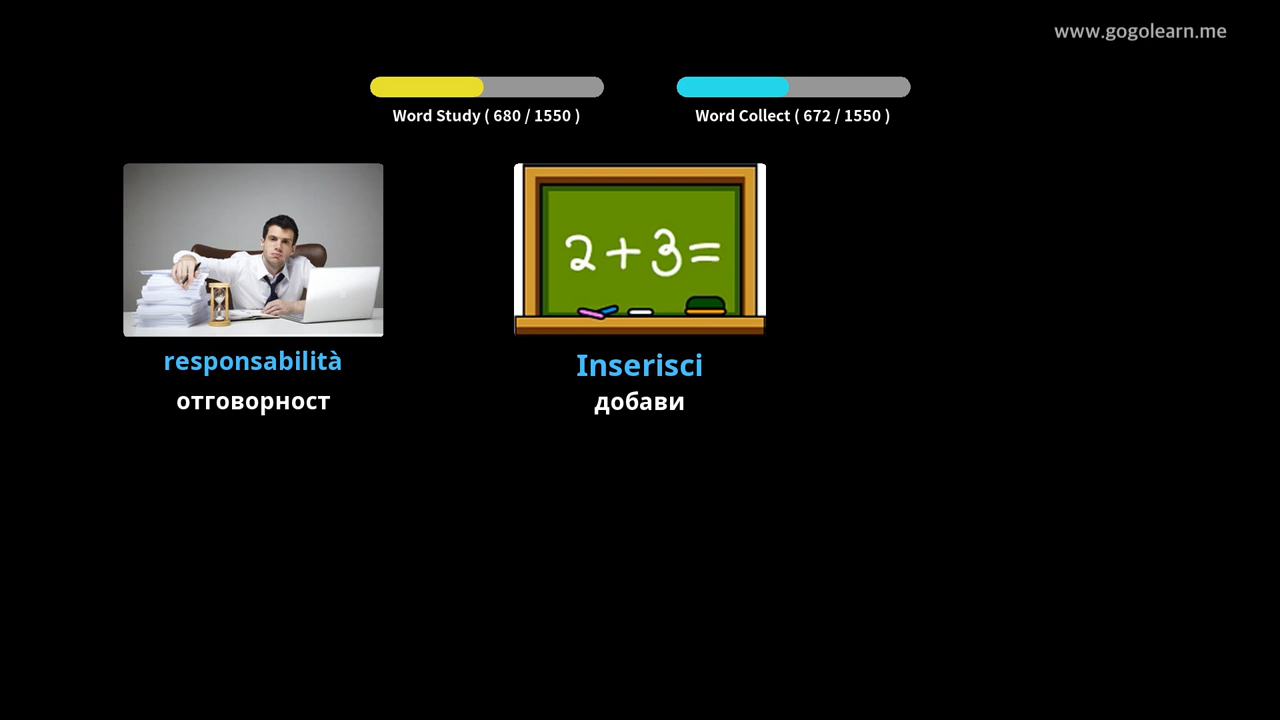 www.gogolearn.me
Word Study ( 680 / 1550 )
Word Collect ( 672 / 1550 )
2+3=
responsabilità
отговорност
Inserisci
добави